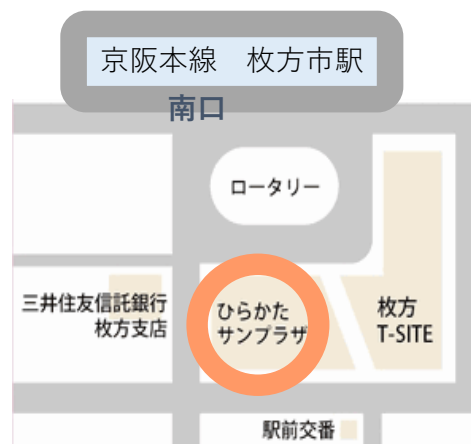 京阪本線　枚方市駅
南口
ロータリー
三井住友信託銀行
枚方支店
ひらかた
サンプラザ
枚方
T-SITE
駅前交番